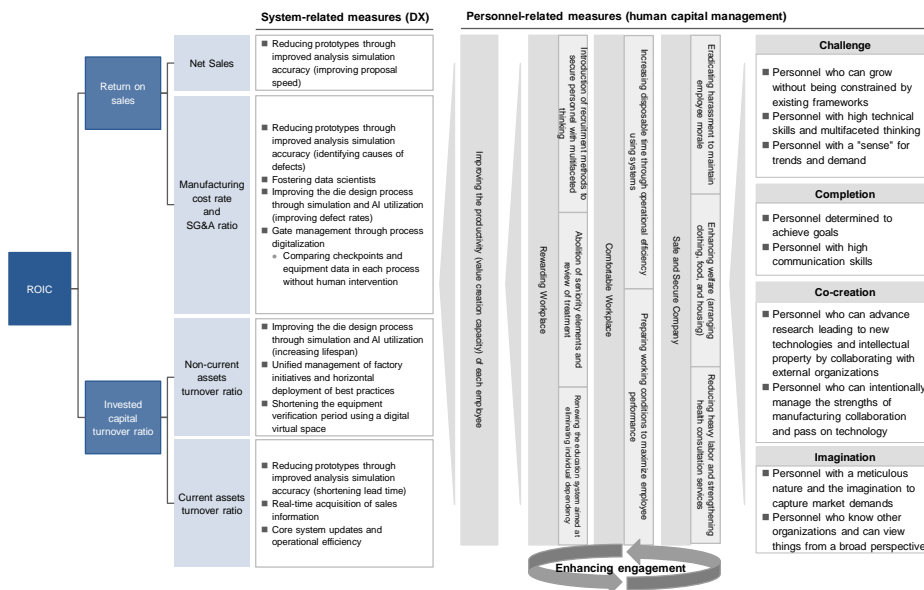 System-related measures (DX)
Personnel-related measures (human capital management)
ROIC
Return on
sales
Invested
capital
turnover ratio
Net Sales
Manufacturing
cost rate
and
SG&A ratio
Non-current
assets
turnover ratio
Current assets
turnover ratio
■ Reducing prototypes through
improved analysis simulation
accuracy (improving proposal
speed)
■ Reducing prototypes through
improved analysis simulation
accuracy (identifying causes of
defects)
■ Fostering data scientists
■ Improving the die design process
through simulation and AI utilization
(improving defect rates)
■ Gate management through process
digitalization
● Comparing checkpoints and
equipment data in each process
without human intervention
■ Improving the die design process
through simulation and AI utilization
(increasing lifespan)
■ Unified management of factory
initiatives and horizontal
deployment of best practices
■ Shortening the equipment
verification period using a digital
virtual space
■ Reducing prototypes through
improved analysis simulation
accuracy (shortening lead time)
■ Real-time acquisition of sales
information
■ Core system updates and
operational efficiency
Improving the productivity (value creation capacity) of each employee
Rewarding Workplace
Introduction of recruitment methods to
secure personnel with multifaceted
thinking
Abolition of seniority elements and
review of treatment
Renewing the education system aimed at
eliminating individual dependency
Comfortable Workplace
Increasing disposable time through operational efficiency
using systems
Preparing working conditions to maximize employee
performance
Safe and Secure Company
Eradicating harassment to maintain
employee morale
Enhancing welfare (arranging
clothing, food, and housing)
Reducing heavy labor and strengthening
health consultation services
Enhancing engagement
Challenge
■ Personnel who can grow
without being constrained by
existing frameworks
■ Personnel with high technical
skills and multifaceted thinking
■ Personnel with a "sense" for
trends and demand
Completion
■ Personnel determined to
achieve goals
■ Personnel with high
communication skills
Co-creation
■ Personnel who can advance
research leading to new
technologies and intellectual
property by collaborating with
external organizations
■ Personnel who can intentionally
manage the strengths of
manufacturing collaboration
and pass on technology
Imagination
■ Personnel with a meticulous
nature and the imagination to
capture market demands
■ Personnel who know other
organizations and can view
things from a broad perspective